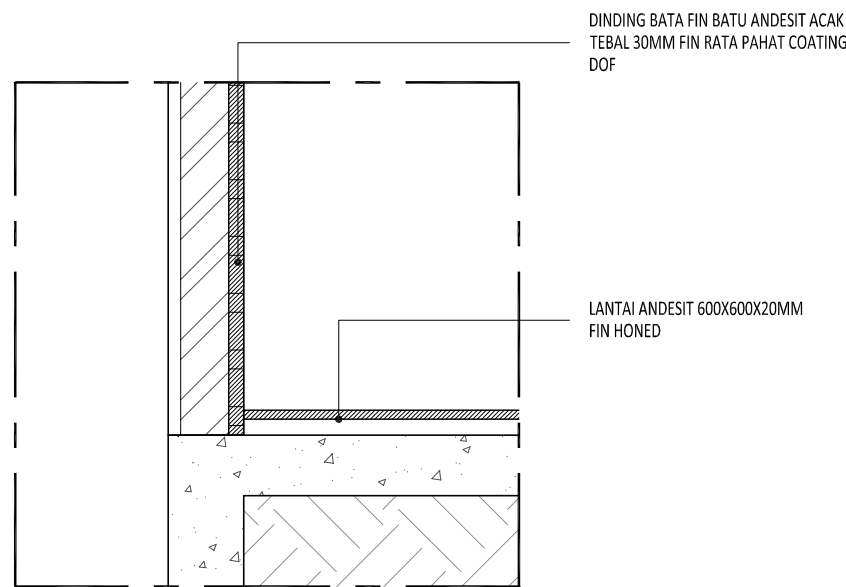 DINDING BATA FIN BATU ANDESIT ACAK
TEBAL 30MM FIN RATA PAHAT COATING
DOF
LANTAI ANDESIT 600X600X20MM
FIN HONED